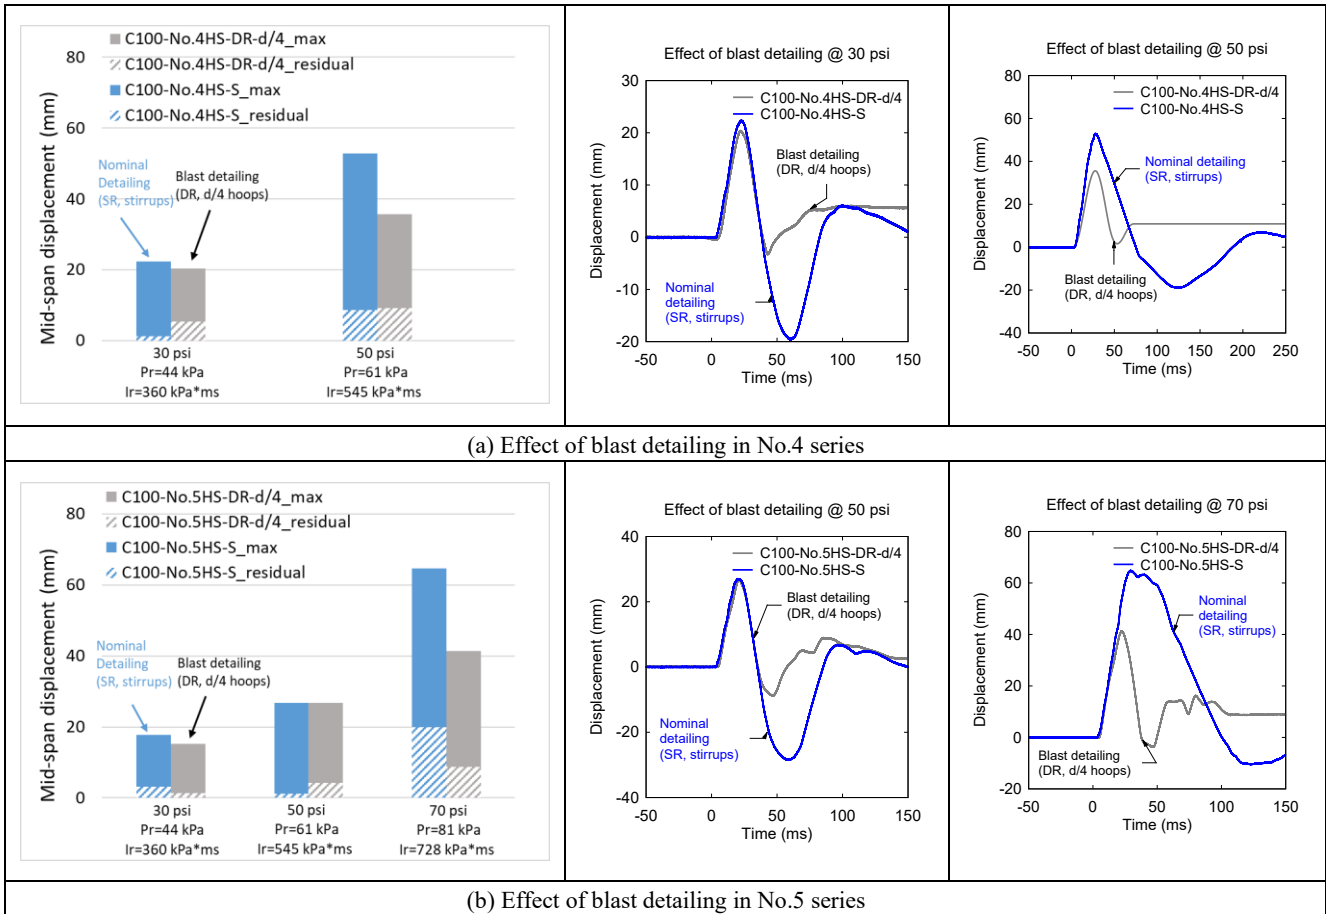 C100-No.4HS-DR-d/4_max
C100-No.4HS-DR-d/4_residual
C100-No.4HS-S_max
C100-No.4HS-S_residual
Mid-span displacement (mm)
80
60
40
20
0
Nominal
Detailing
(SR, stirrups)
Black detailing
(DR, d/4 hoops)
30 psi
Pr=44 kPa
Ir=360 kPa*ms
50 psi
Pr=61 kPa
Ir=545 kPa*ms
Effect of blast detailing @ 30 psi
C100-No.4HS-DR-d/4
C100-No.4HS-S
Displacement (mm)
30
20
10
0
-10
-20
Blast detailing
(DR, d/4 hoops)
Nominal
detailing
(SR, stirrups)
-50 0 50 100 150
Time (ms)
Effect of blast detailing @ 50 psi
C100-No.4HS-DR-d/4
C100-No.4HS-S
Displacement (mm)
80
60
40
20
0
-20
-40
Nominal detailing
(SR, stirrups)
Blast detailing
(DR, d/4 hoops)
-50 0 50 100 150 200 250
Time (ms)
(a) Effect of blast detailing in No.4 series
C100-No.5HS-DR-d/4_max
C100-No.5HS-DR-d/4_residual
C100-No.5HS-S_max
C100-No.5HS-S_residual
Mid-span displacement (mm)
80
60
40
20
0
Nominal
Detailing
(SR, stirrups)
Blast detailing
(DR, d/4 hoops)
30 psi
Pr=44 kPa
Ir=360 kPa*ms
50 psi
Pr=61 kPa
Ir=545 kPa*ms
70 psi
Pr=81 kPa
Ir=728 kPa*ms
Effect of blast detailing @ 50 psi
C100-No.5HS-DR-d/4
C100-No.5HS-S
Displacement (mm)
40
20
0
-20
-40
Blast detailing
(DR, d/4 hoops)
Nominal
detailing
(SR, stirrups)
-50 0 50 100 150
Time (ms)
Effect of blast detailing @ 70 psi
C100-No.5HS-DR-d/4
C100-No.5HS-S
Displacement (mm)
80
60
40
20
0
-20
-40
Nominal
detailing
(SR, stirrups)
Blast detailing
(DR, d/4 hoops)
-50 0 50 100 150
Time (ms)
(b) Effect of blast detailing in No.5 series